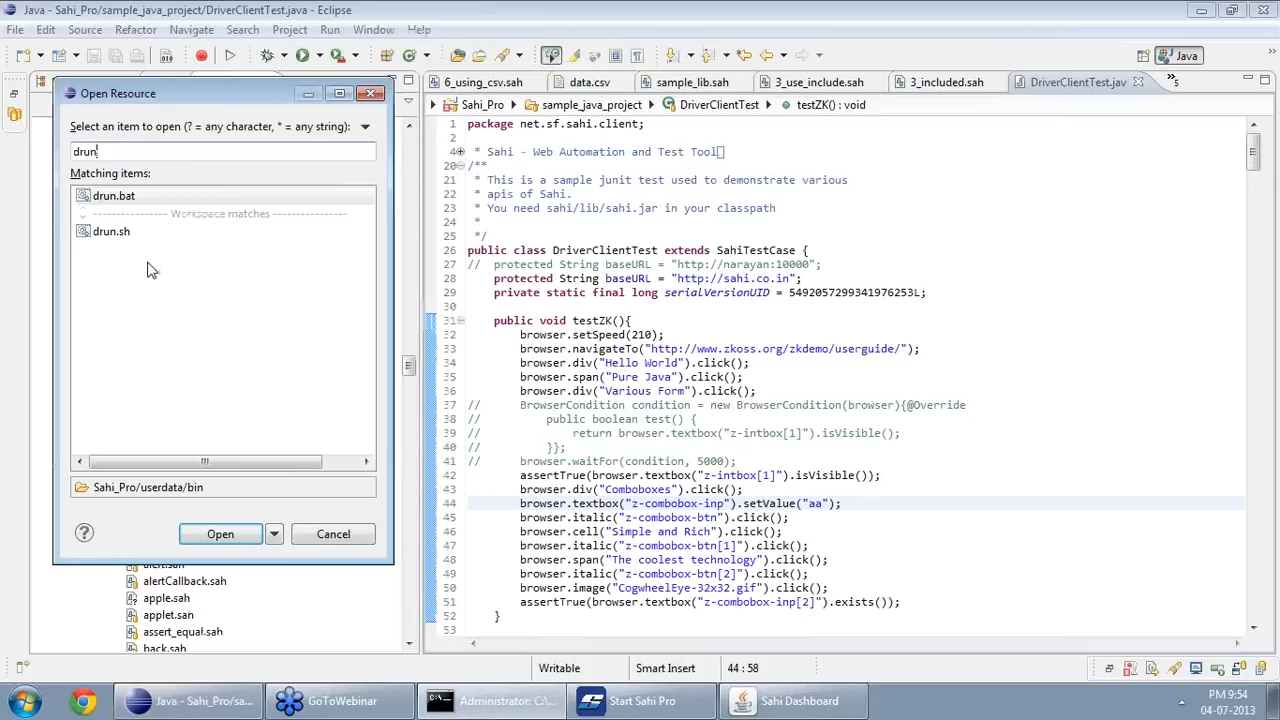 Java - Sahi_Pro/sample_java_project/DriverClientTest.java - Eclipse
File Edit Source Refactor Navigate Search Project Run Window Help
Java
Open Resource
Select an item to open (? = any character, * = any string):
drun
Matching items:
drun.bat
Workspace matches
drun.sh
Sahi_Pro/userdata/bin
Open
Cancel
alertCallback.sah
apple.sah
applet.sah
assert_equal.sah
back.sah
6_using_csv.sah data.csv sample_lib.sah 3_use_include.sah 3_included.sah DriverClientTest.jav
Sahi_Pro sample_java_project DriverClientTest testZK() : void
1 package net.sf.sahi.client;
2
4 * Sahi - Web Automation and Test Tool
20 /**
21 * This is a sample junit test used to demonstrate various
22 * apis of Sahi.
23 * You need sahi/lib/sahi.jar in your classpath
24 *
25 */
26 public class DriverClientTest extends SahiTestCase {
27 // protected String baseURL = "http://narayan:10000";
28 protected String baseURL = "http://sahi.co.in";
29 private static final long serialVersionUID = 5492057299341976253L;
30
31 public void testZK(){
32 browser.setSpeed(210);
33 browser.navigateTo("http://www.zkoss.org/zkdemo/userguide/");
34 browser.div("Hello World").click();
35 browser.span("Pure Java").click();
36 browser.div("Various Form").click();
37 // BrowserCondition condition = new BrowserCondition(browser){@Override
38 // public boolean test() {
39 // return browser.textbox("z-intbox[1]").isVisible();
40 // }};
41 // browser.waitFor(condition, 5000);
42 assertTrue(browser.textbox("z-intbox[1]").isVisible());
43 browser.div("Comboboxes").click();
44 browser.textbox("z-combobox-inp").setValue("aa");
45 browser.italic("z-combobox-btn").click();
46 browser.cell("Simple and Rich").click();
47 browser.italic("z-combobox-btn[1]").click();
48 browser.span("The coolest technology").click();
49 browser.italic("z-combobox-btn[2]").click();
50 browser.image("CogwheelEye-32x32.gif").click();
51 assertTrue(browser.textbox("z-combobox-inp[2]").exists());
52 }
53
Writable Smart Insert 44 : 58
Java - Sahi_Pro/sa... GoToWebinar Administrator: C:\... Start Sahi Pro Sahi Dashboard
PM 9:54
04-07-2013